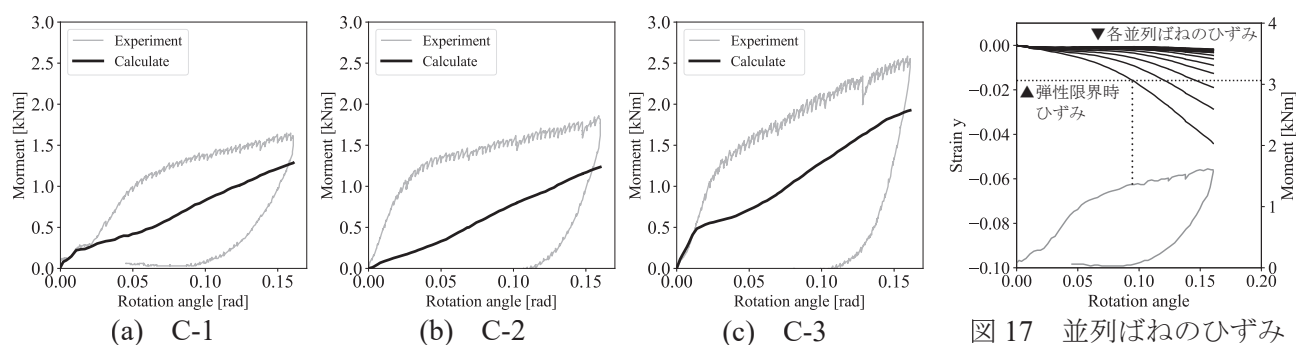 3.0
2.5
2.0
1.5
1.0
0.5
0.0
Morment [kNm]
Experiment
Calculate
0.00 0.05 0.10 0.15
Rotation angle [rad]
(a) C-1
3.0
2.5
2.0
1.5
1.0
0.5
0.0
Morment [kNm]
Experiment
Calculate
0.00 0.05 0.10 0.15
Rotation angle [rad]
(b) C-2
3.0
2.5
2.0
1.5
1.0
0.5
0.0
Morment [kNm]
Experiment
Calculate
0.00 0.05 0.10 0.15
Rotation angle [rad]
(c) C-3
0.00
−0.02
−0.04
−0.06
−0.08
−0.10
Strain y
▼各並列ばねのひずみ
▲弾性限界時
ひずみ
4
3
2
1
0
Moment [kNm]
0.00 0.05 0.10 0.15 0.20
Rotation angle
図 17 並列ばねのひずみ